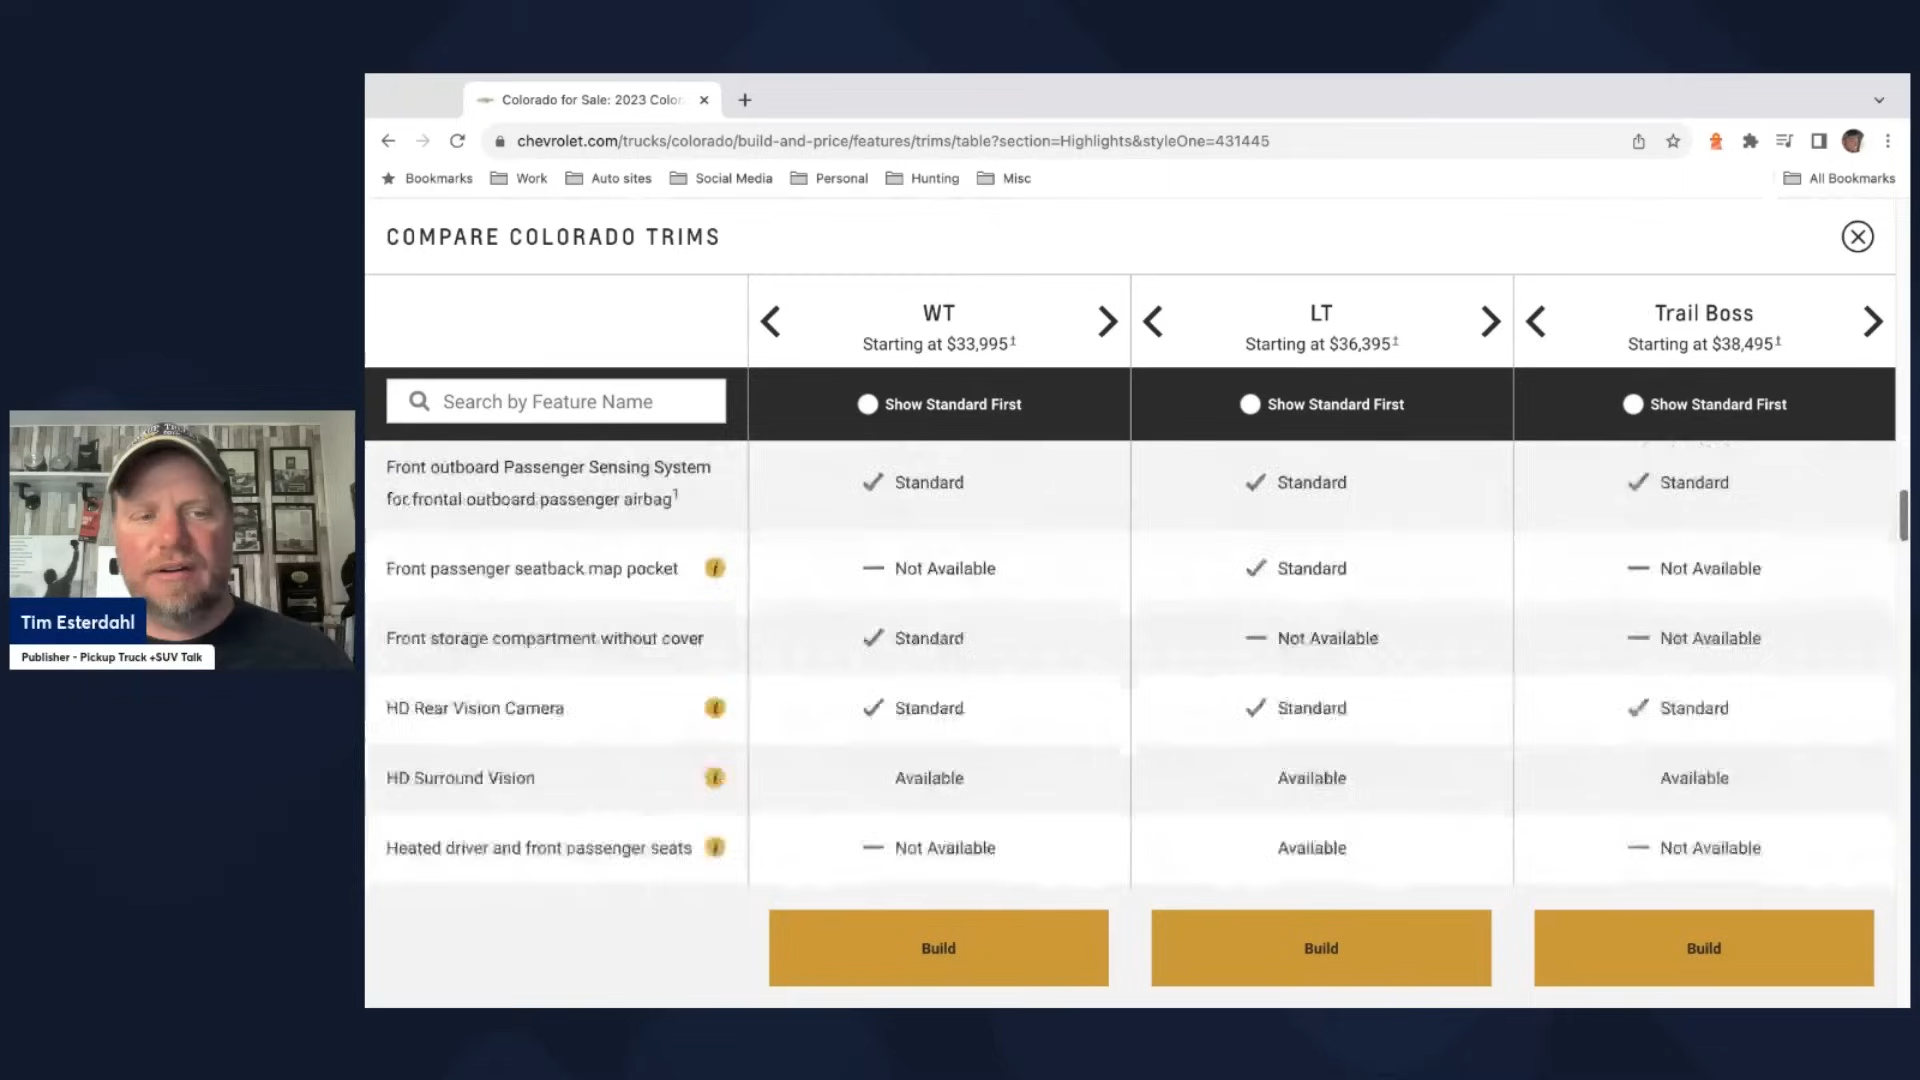 Colorado for Sale: 2023 Color
chevrolet.com/trucks/colorado/build-and-price/features/trims/table?section=Highlights&styleOne=431445
Bookmarks Work Auto sites Social Media Personal Hunting Misc All Bookmarks
COMPARE COLORADO TRIMS
WT LT Trail Boss
Starting at $33,995‡ Starting at $36,395‡ Starting at $38,495‡
Search by Feature Name Show Standard First Show Standard First Show Standard First
Front outboard Passenger Sensing System
for frontal outboard passenger airbag¹ Standard Standard Standard
Front passenger seatback map pocket i Not Available Standard Not Available
Front storage compartment without cover Standard Not Available Not Available
HD Rear Vision Camera i Standard Standard Standard
HD Surround Vision i Available Available Available
Heated driver and front passenger seats i Not Available Available Not Available
Build Build Build
Tim Esterdahl
Publisher - Pickup Truck +SUV Talk